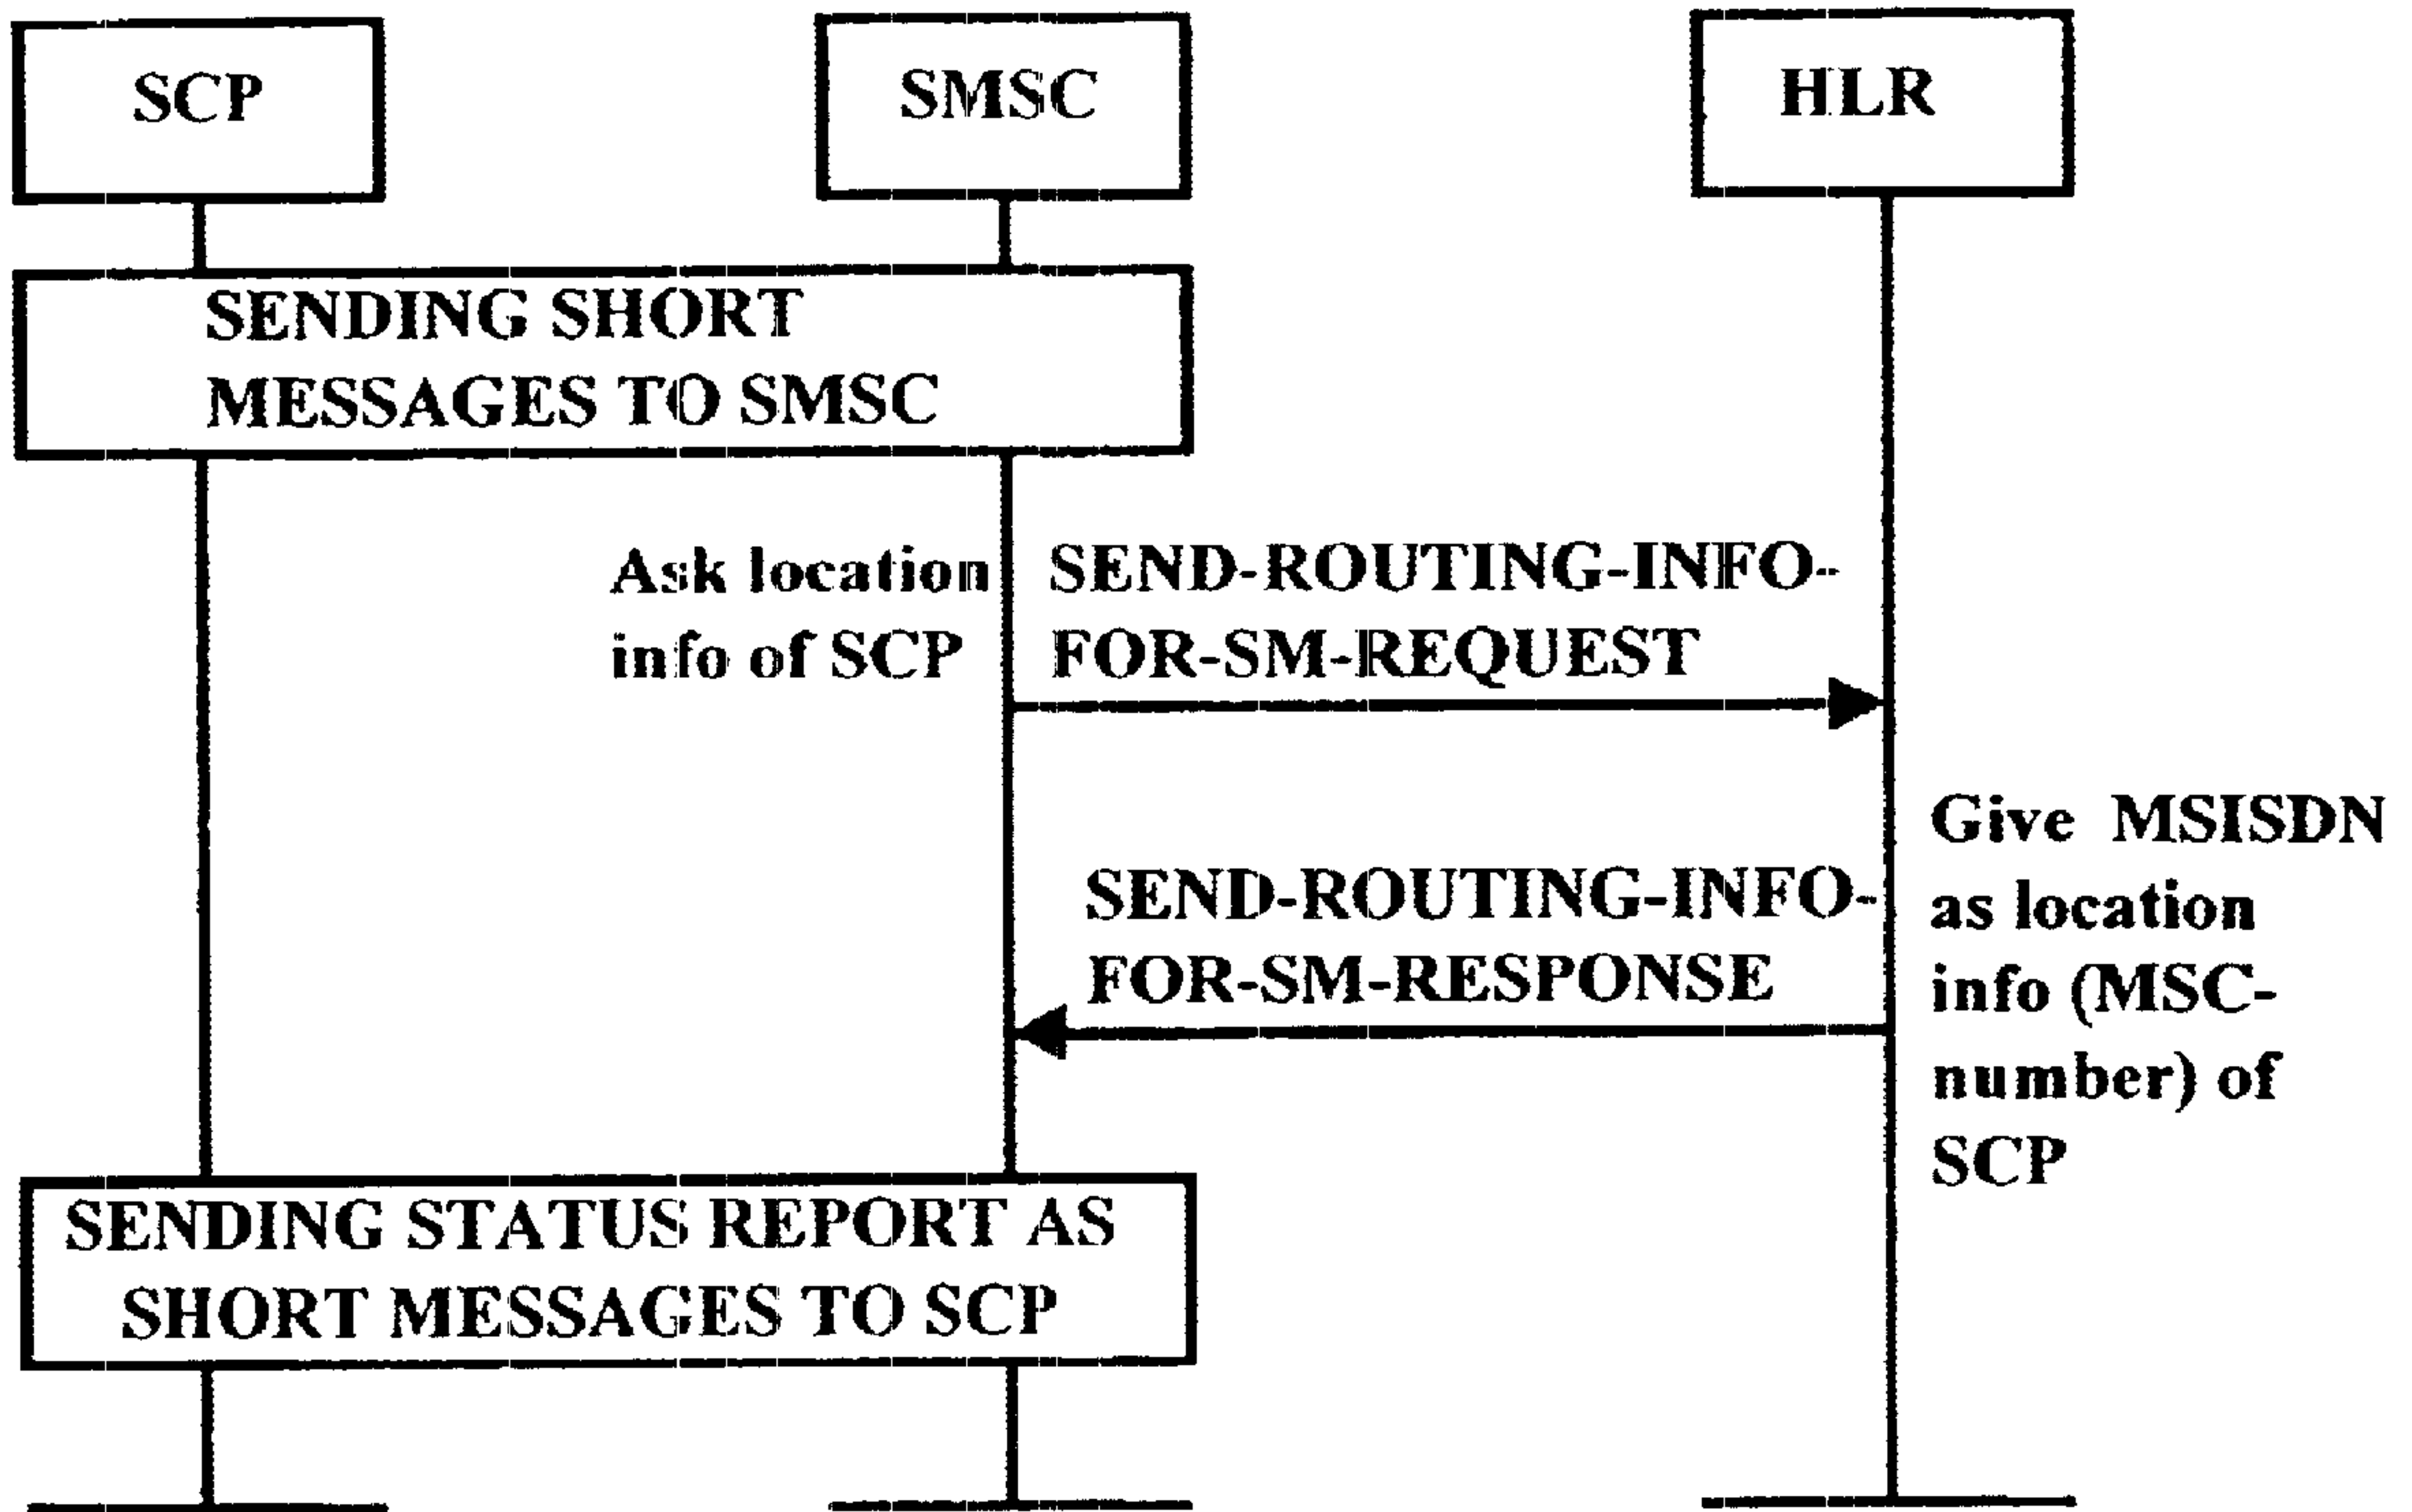 SCP
SMSC
HLR
SENDING SHORT
MESSAGES TO SMSC
Ask location
info of SCP
SEND-ROUTING-INFO-
FOR-SM-REQUEST
Give MSISDN
as location
info (MSC-
number) of
SCP
SEND-ROUTING-INFO-
FOR-SM-RESPONSE
SENDING STATUS REPORT AS
SHORT MESSAGES TO SCP